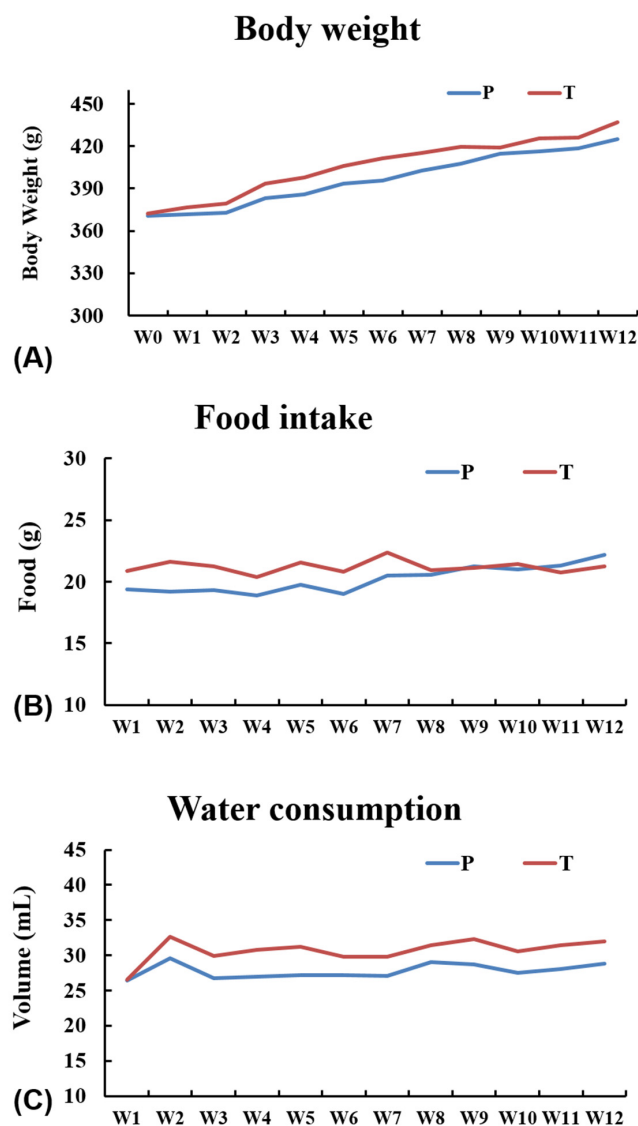 Body weight
P T
Body Weight (g)
450
420
390
360
330
300
W0 W1 W2 W3 W4 W5 W6 W7 W8 W9 W10 W11 W12
(A)
Food intake
P T
Food (g)
30
25
20
15
10
W1 W2 W3 W4 W5 W6 W7 W8 W9 W10 W11 W12
(B)
Water consumption
P T
Volume (mL)
45
40
35
30
25
20
15
10
W1 W2 W3 W4 W5 W6 W7 W8 W9 W10 W11 W12
(C)